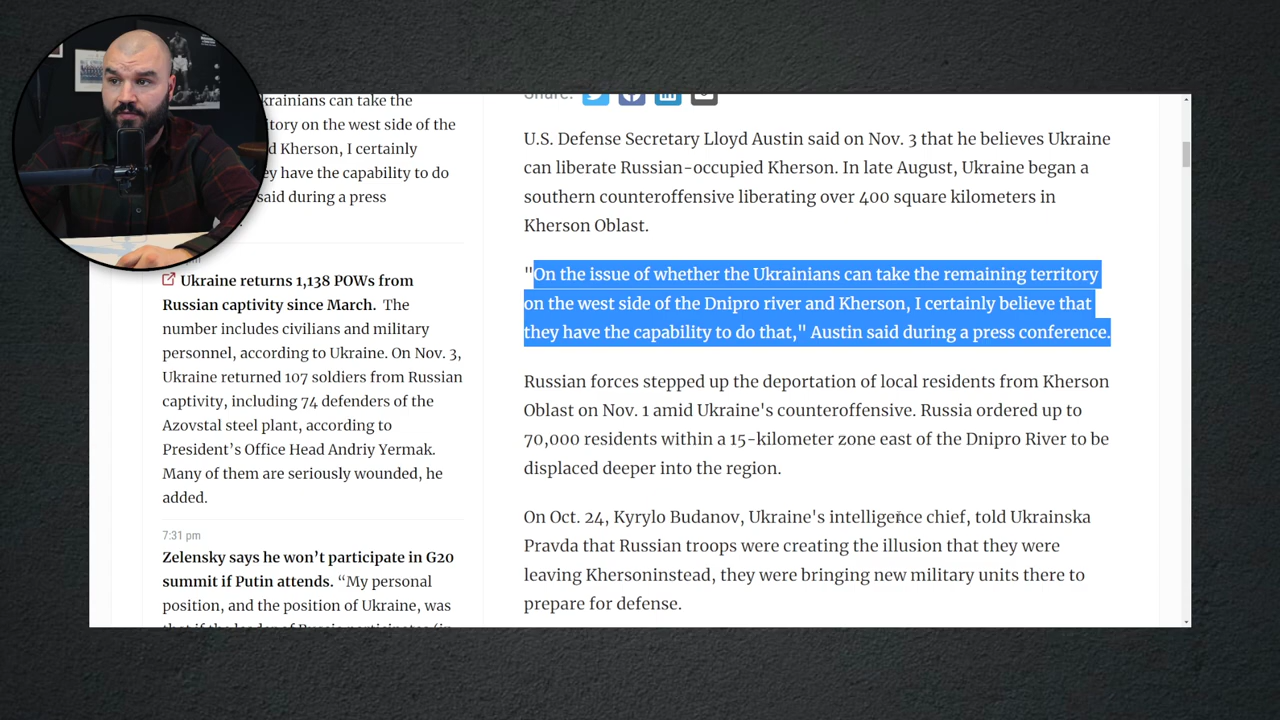 krainians can take the
itory on the west side of the
d Kherson, I certainly
ey have the capability to do
said during a press
Ukraine returns 1,138 POWs from
Russian captivity since March. The
number includes civilians and military
personnel, according to Ukraine. On Nov. 3,
Ukraine returned 107 soldiers from Russian
captivity, including 74 defenders of the
Azovstal steel plant, according to
President’s Office Head Andriy Yermak.
Many of them are seriously wounded, he
added.
7:31 pm
Zelensky says he won’t participate in G20
summit if Putin attends. “My personal
position, and the position of Ukraine, was
that if the leader of Russia participates (in
Share:
U.S. Defense Secretary Lloyd Austin said on Nov. 3 that he believes Ukraine
can liberate Russian-occupied Kherson. In late August, Ukraine began a
southern counteroffensive liberating over 400 square kilometers in
Kherson Oblast.
"On the issue of whether the Ukrainians can take the remaining territory
on the west side of the Dnipro river and Kherson, I certainly believe that
they have the capability to do that," Austin said during a press conference.
Russian forces stepped up the deportation of local residents from Kherson
Oblast on Nov. 1 amid Ukraine's counteroffensive. Russia ordered up to
70,000 residents within a 15-kilometer zone east of the Dnipro River to be
displaced deeper into the region.
On Oct. 24, Kyrylo Budanov, Ukraine's intelligence chief, told Ukrainska
Pravda that Russian troops were creating the illusion that they were
leaving Khersoninstead, they were bringing new military units there to
prepare for defense.